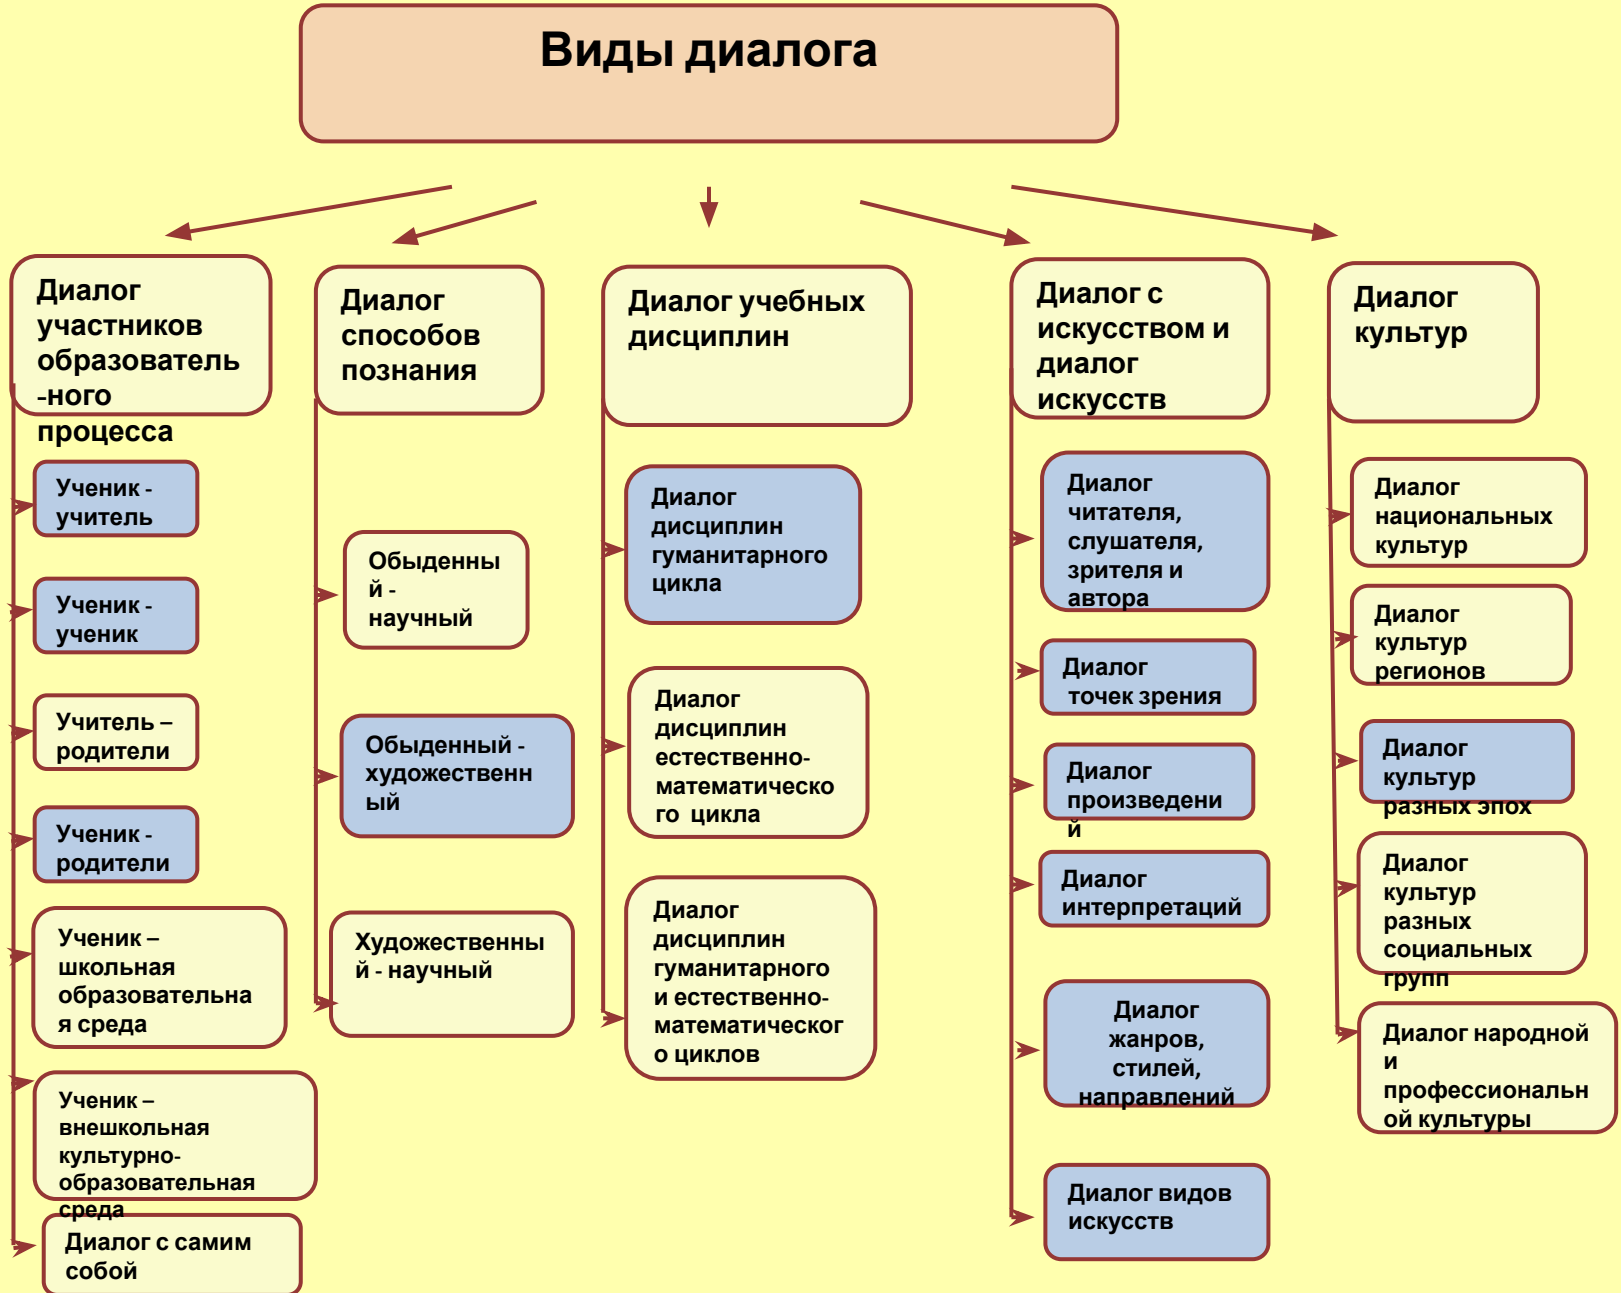 Виды диалога
Диалог
участников
образователь
-ного
процесса
Ученик -
учитель
Ученик -
ученик
Учитель –
родители
Ученик -
родители
Ученик –
школьная
образовательна
я среда
Ученик –
внешкольная
культурно-
образовательная
среда
Диалог с самим
собой
Диалог
способов
познания
Обыденны
й -
научный
Обыденный -
художественн
ый
Художественны
й - научный
Диалог учебных
дисциплин
Диалог
дисциплин
гуманитарного
цикла
Диалог
дисциплин
естественно-
математическо
го цикла
Диалог
дисциплин
гуманитарного
и естественно-
математическог
о циклов
Диалог с
искусством и
диалог
искусств
Диалог
читателя,
слушателя,
зрителя и
автора
Диалог
точек зрения
Диалог
произведени
й
Диалог
интерпретаций
Диалог
жанров,
стилей,
направлений
Диалог видов
искусств
Диалог
культур
Диалог
национальных
культур
Диалог
культур
регионов
Диалог
культур
разных эпох
Диалог
культур
разных
социальных
групп
Диалог народной
и
профессиональн
ой культуры